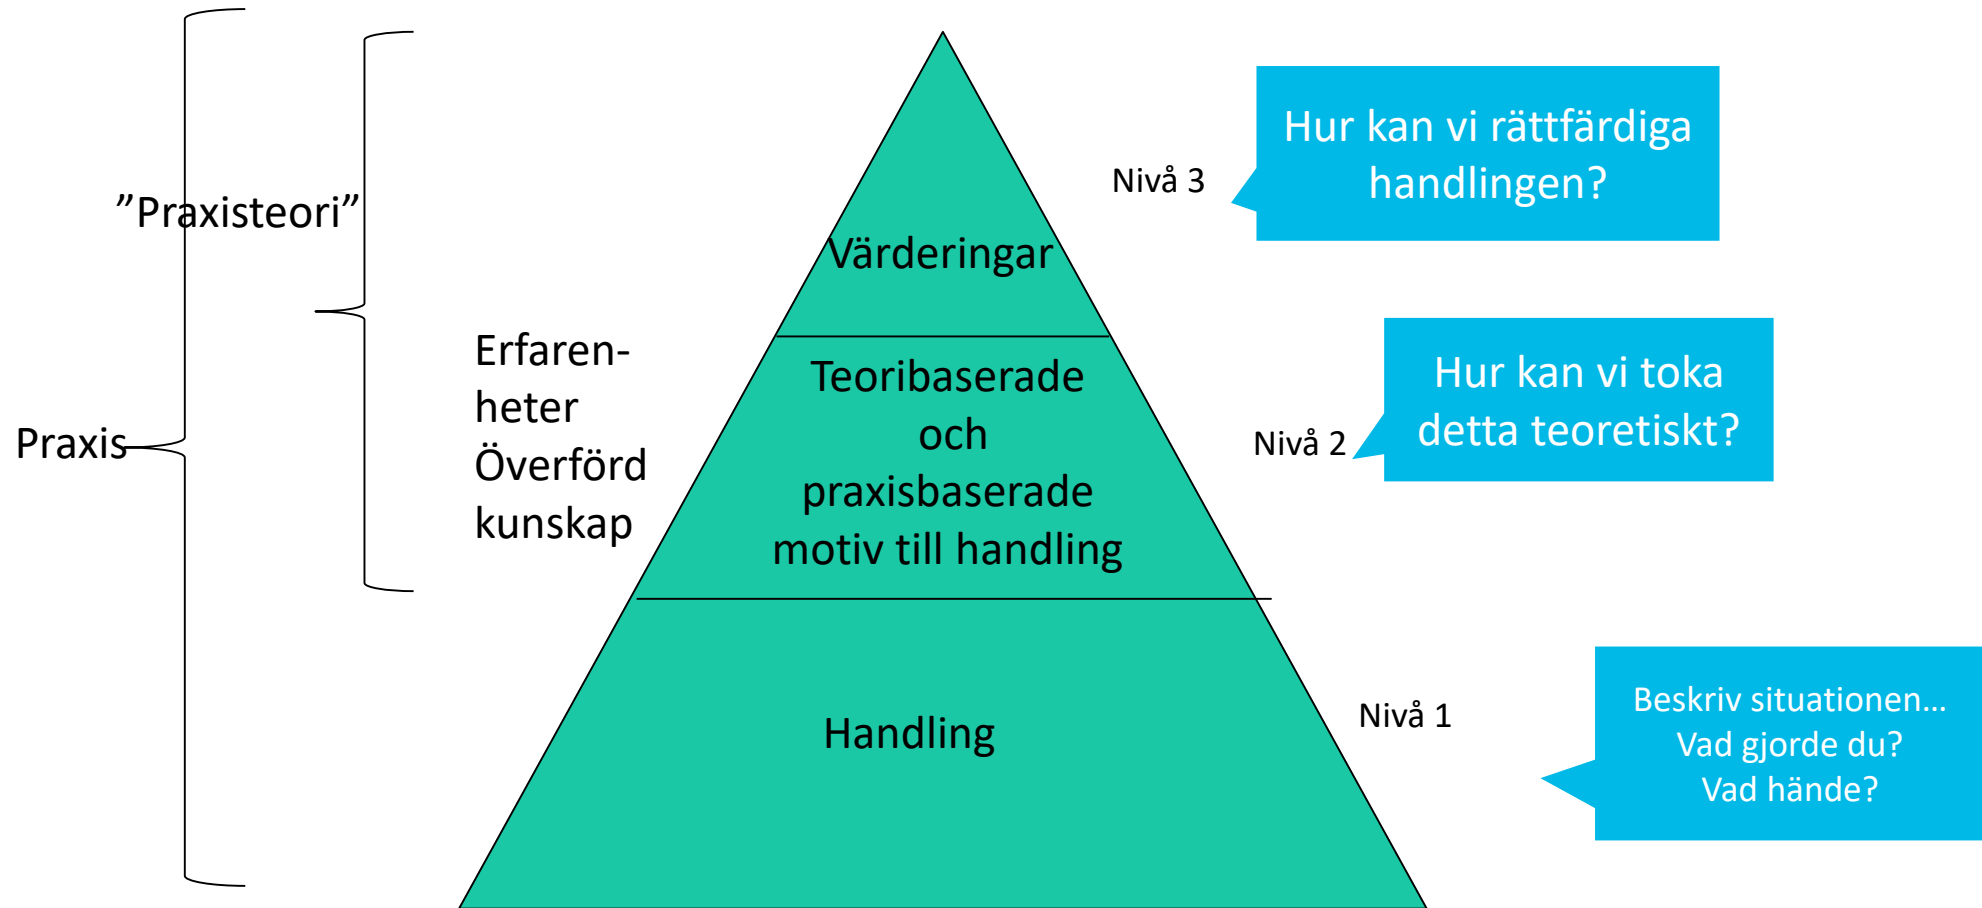 Hur kan vi rättfärdiga
handlingen?
Nivå 3
”Praxisteori”
Värderingar
Erfaren-
heter
Överförd
kunskap
Teoribaserade
och
praxisbaserade
motiv till handling
Hur kan vi toka
detta teoretiskt?
Nivå 2
Praxis
Handling
Nivå 1
Beskriv situationen…
Vad gjorde du?
Vad hände?